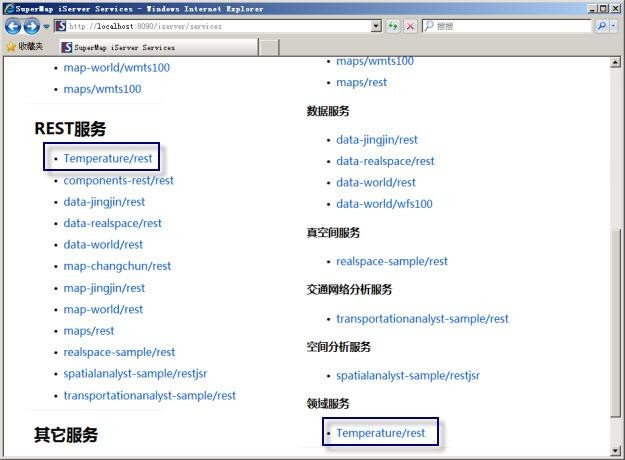 SuperMap iServer Services - Windows Internet Explorer
http://localhost:8090/iserver/services
搜搜
收藏夹
SuperMap iServer Services
map-world/wmts100
maps/wmts100
REST服务
Temperature/rest
components-rest/rest
data-jingjin/rest
data-realspace/rest
data-world/rest
map-changchun/rest
map-jingjin/rest
map-world/rest
maps/rest
realspace-sample/rest
spatialanalyst-sample/restjsr
transportationanalyst-sample/rest
其它服务
maps/wmts100
maps/rest
数据服务
data-jingjin/rest
data-realspace/rest
data-world/rest
data-world/wfs100
真空间服务
realspace-sample/rest
交通网络分析服务
transportationanalyst-sample/rest
空间分析服务
spatialanalyst-sample/restjsr
领域服务
Temperature/rest